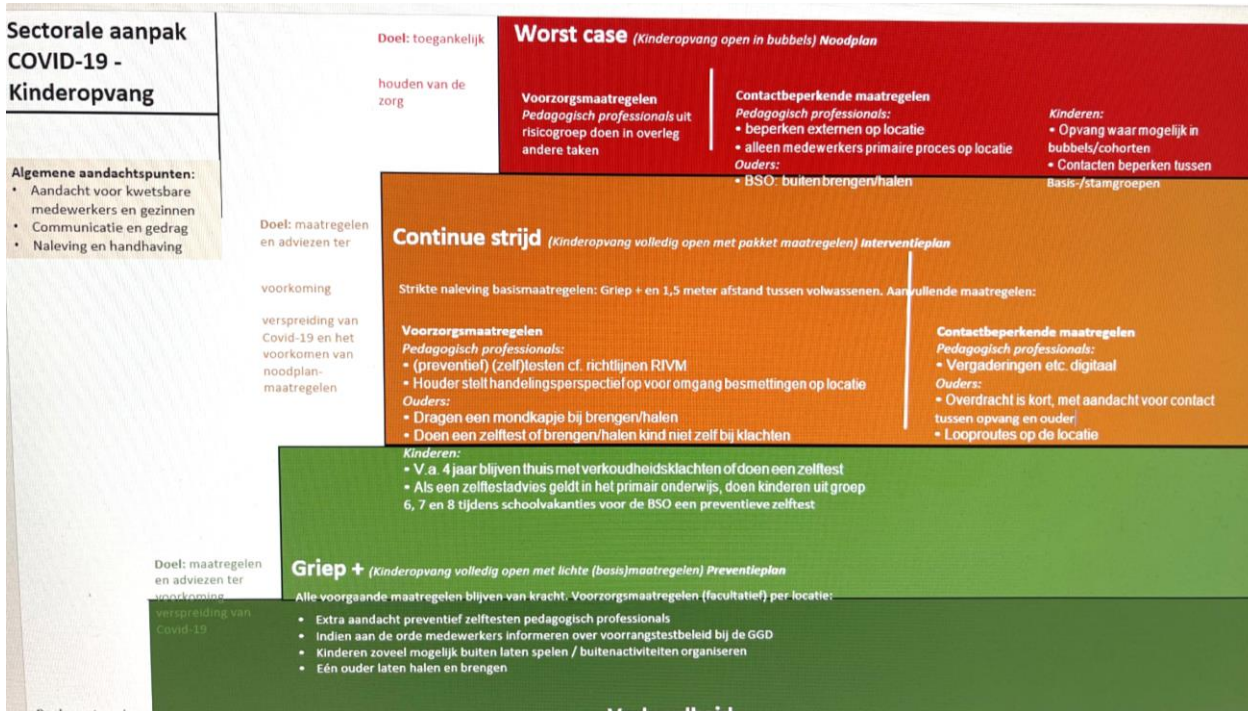 Sectorale aanpak
COVID-19 -
Kinderopvang
Algemene aandachtspunten:
• Aandacht voor kwetsbare
medewerkers en gezinnen
• Communicatie en gedrag
• Naleving en handhaving
Doel: toegankelijk
houden van de
zorg
Worst case (Kinderopvang open in bubbels) Noodplan
Voorzorgsmaatregelen
Pedagogisch professionals uit
risicogroep doen in overleg
andere taken
Contactbeperkende maatregelen
Pedagogisch professionals:
• beperken externen op locatie
• alleen medewerkers primaire proces op locatie
Ouders:
• BSO: buiten brengen/halen
Kinderen:
• Opvang waar mogelijk in
bubbels/cohorten
• Contacten beperken tussen
Basis-/stamgroepen
Doel: maatregelen
en adviezen ter
voorkoming
verspreiding van
Covid-19 en het
voorkomen van
noodplan-
maatregelen
Continue strijd (Kinderopvang volledig open met pakket maatregelen) Interventieplan
Strikte naleving basismaatregelen: Griep + en 1,5 meter afstand tussen volwassenen. Aanvullende maatregelen:
Voorzorgsmaatregelen
Pedagogisch professionals:
• (preventief) (zelf)testen cf. richtlijnen RIVM
• Houder stelt handelingsperspectief op voor omgang besmettingen op locatie
Ouders:
• Dragen een mondkapje bij brengen/halen
• Doen een zelftest of brengen/halen kind niet zelf bij klachten
Kinderen:
• V.a. 4 jaar blijven thuis met verkoudheidsklachten of doen een zelftest
• Als een zelftestadvies geldt in het primair onderwijs, doen kinderen uit groep
6, 7 en 8 tijdens schoolvakanties voor de BSO een preventieve zelftest
Contactbeperkende maatregelen
Pedagogisch professionals:
• Vergaderingen etc. digitaal
Ouders:
• Overdracht is kort, met aandacht voor contact
tussen opvang en ouder
• Looproutes op de locatie
Doel: maatregelen
en adviezen ter
voorkoming
verspreiding van
Covid-19
Griep + (Kinderopvang volledig open met lichte (basis)maatregelen) Preventieplan
Alle voorgaande maatregelen blijven van kracht. Voorzorgsmaatregelen (facultatief) per locatie:
• Extra aandacht preventief zelftesten pedagogisch professionals
• Indien aan de orde medewerkers informeren over voorrangstestbeleid bij de GGD
• Kinderen zoveel mogelijk buiten laten spelen / buitenactiviteiten organiseren
• Eén ouder laten halen en brengen